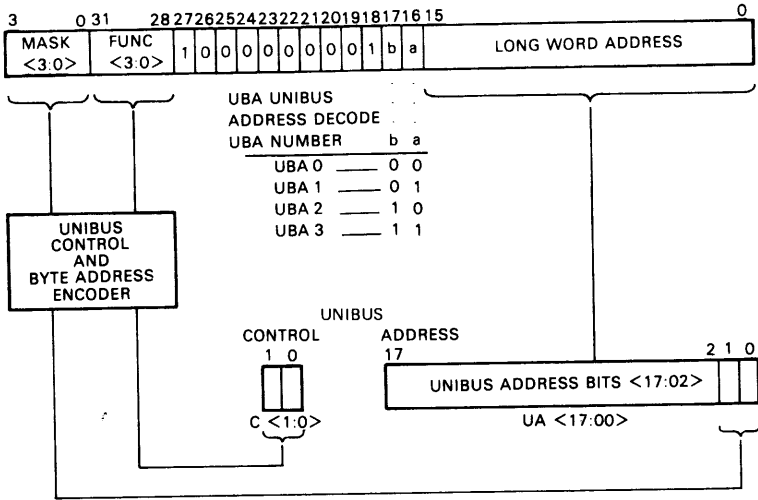 3 0 31 28 27 26 25 24 23 22 21 20 19 18 17 16 15 0
MASK <3:0> FUNC <3:0> 1 0 0 0 0 0 0 0 0 1 b a LONG WORD ADDRESS
UBA UNIBUS
ADDRESS DECODE
UBA NUMBER b a
UBA 0 0 0
UBA 1 0 1
UBA 2 1 0
UBA 3 1 1
UNIBUS
CONTROL
AND
BYTE ADDRESS
ENCODER
UNIBUS
CONTROL ADDRESS
1 0 17 2 1 0
UNIBUS ADDRESS BITS <17:02>
C <1:0> UA <17:00>